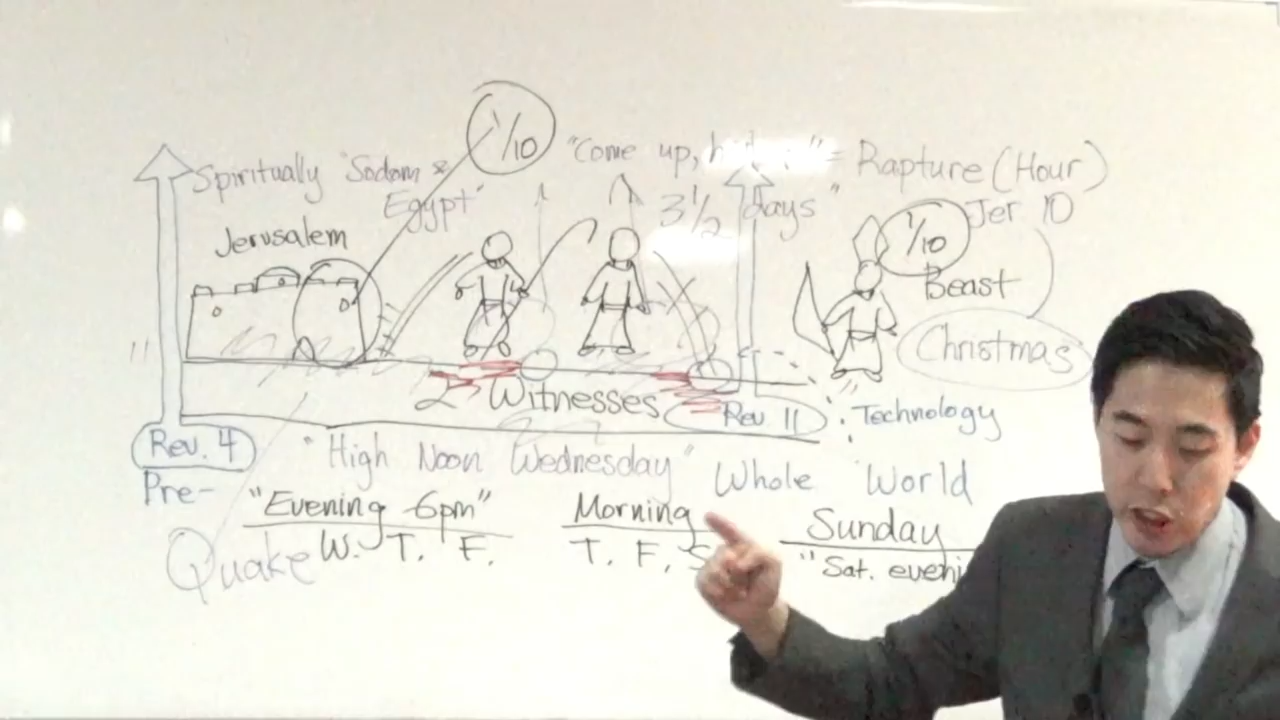 1/10
"Come up, h = Rapture (Hour)
Spiritually "Sodom &
Egypt"
3 1/2 days"
Jer 10
Jerusalem
1/10
Beast
Christmas
2 Witnesses
Rev. 11
: Technology
Rev. 4
"High Noon Wednesday"
Whole World
Pre-
"Evening 6pm"
Morning
Sunday
Quake
W. T. F.
T. F. S
"Sat. eveni